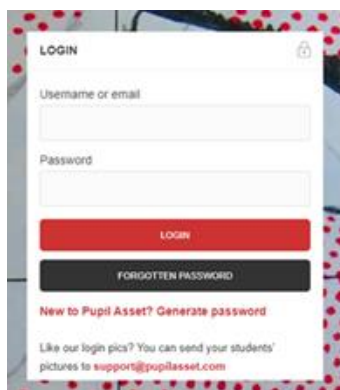 LOGIN
Username or email
Password
LOGIN
FORGOTTEN PASSWORD
New to Pupil Asset? Generate password
Like our login pics? You can send your students'
pictures to support@pupilasset.com